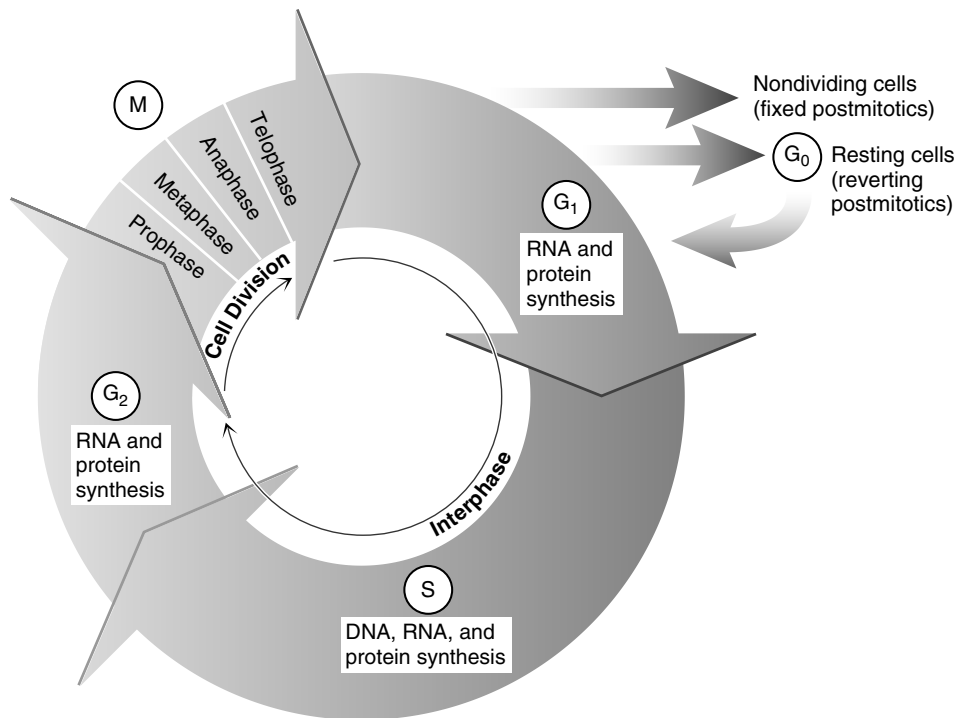 M
Prophase
Metaphase
Anaphase
Telophase
Cell Division
Nondividing cells
(fixed postmitotics)
G₀
Resting cells
(reverting
postmitotics)
G₁
RNA and
protein
synthesis
Interphase
S
DNA, RNA, and
protein synthesis
G₂
RNA and
protein
synthesis